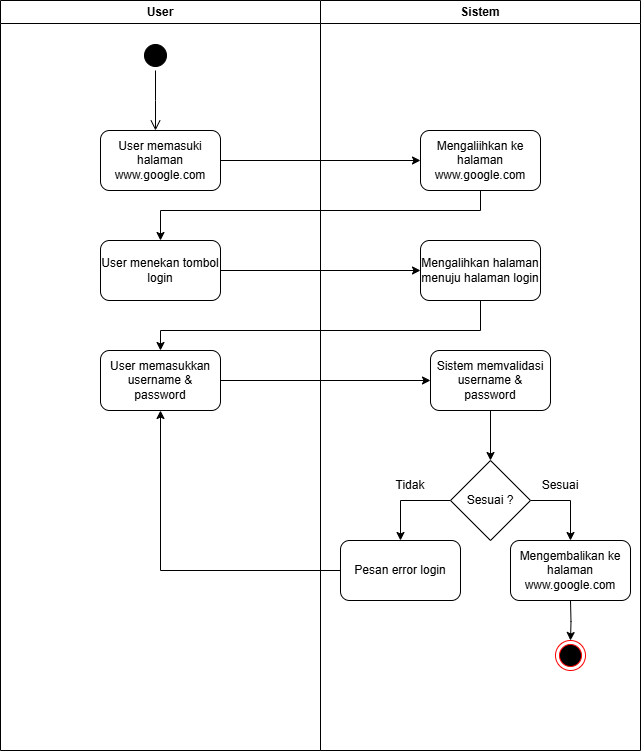 User
Sistem
User memasuki
halaman
www.google.com
Mengaliihkan ke
halaman
www.google.com
User menekan tombol
login
Mengalihkan halaman
menuju halaman login
User memasukkan
username &
password
Sistem memvalidasi
username &
password
Tidak
Sesuai ?
Sesuai
Pesan error login
Mengembalikan ke
halaman
www.google.com